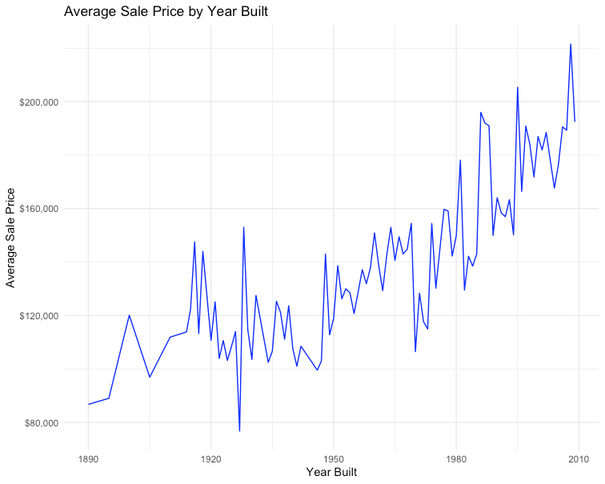 Average Sale Price by Year Built
$200,000
$160,000
$120,000
$80,000
Average Sale Price
1890 1920 1950 1980 2010
Year Built